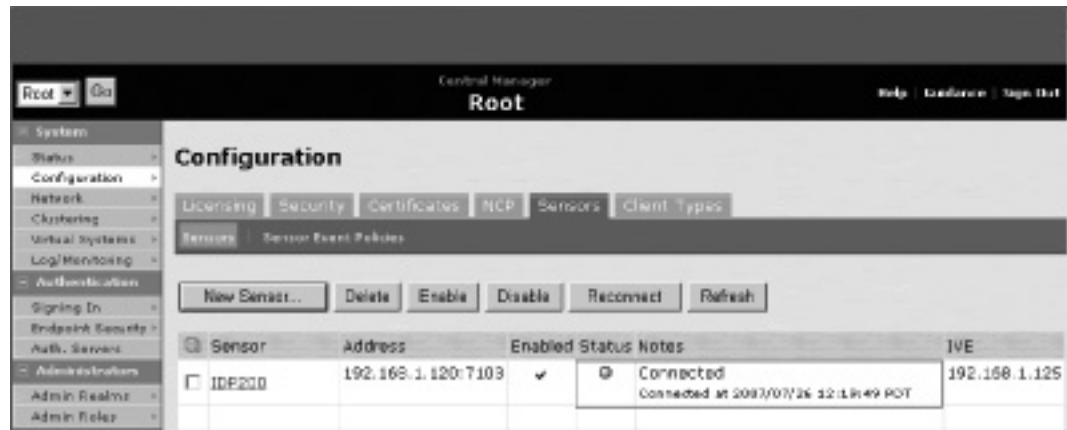 Root Go
Central Manager
Root
Help | Guidance | Sign Out
System
Status
Configuration
Network
Clustering
Virtual Systems
Log/Monitoring
Authentication
Signing In
Endpoint Security
Auth. Servers
Administrators
Admin Realms
Admin Roles
Configuration
Licensing Security Certificates NCP Sensors Client Types
Sensors | Sensor Event Policies
New Sensor... Delete Enable Disable Reconnect Refresh
Sensor Address Enabled Status Notes IVE
IDP200 192.168.1.120:7103 Connected 192.168.1.125
Connected at 2007/07/26 12:19:49 PDT